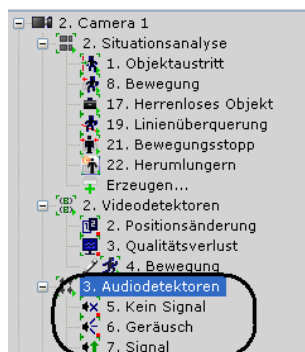 2. Camera 1
2. Situationsanalyse
1. Objektaustritt
8. Bewegung
17. Herrenloses Objekt
19. Linienüberquerung
21. Bewegungsstopp
22. Herumlungern
Erzeugen...
2. Videodetektoren
2. Positionsänderung
3. Qualitätsverlust
4. Bewegung
3. Audiodetektoren
5. Kein Signal
6. Geräusch
7. Signal